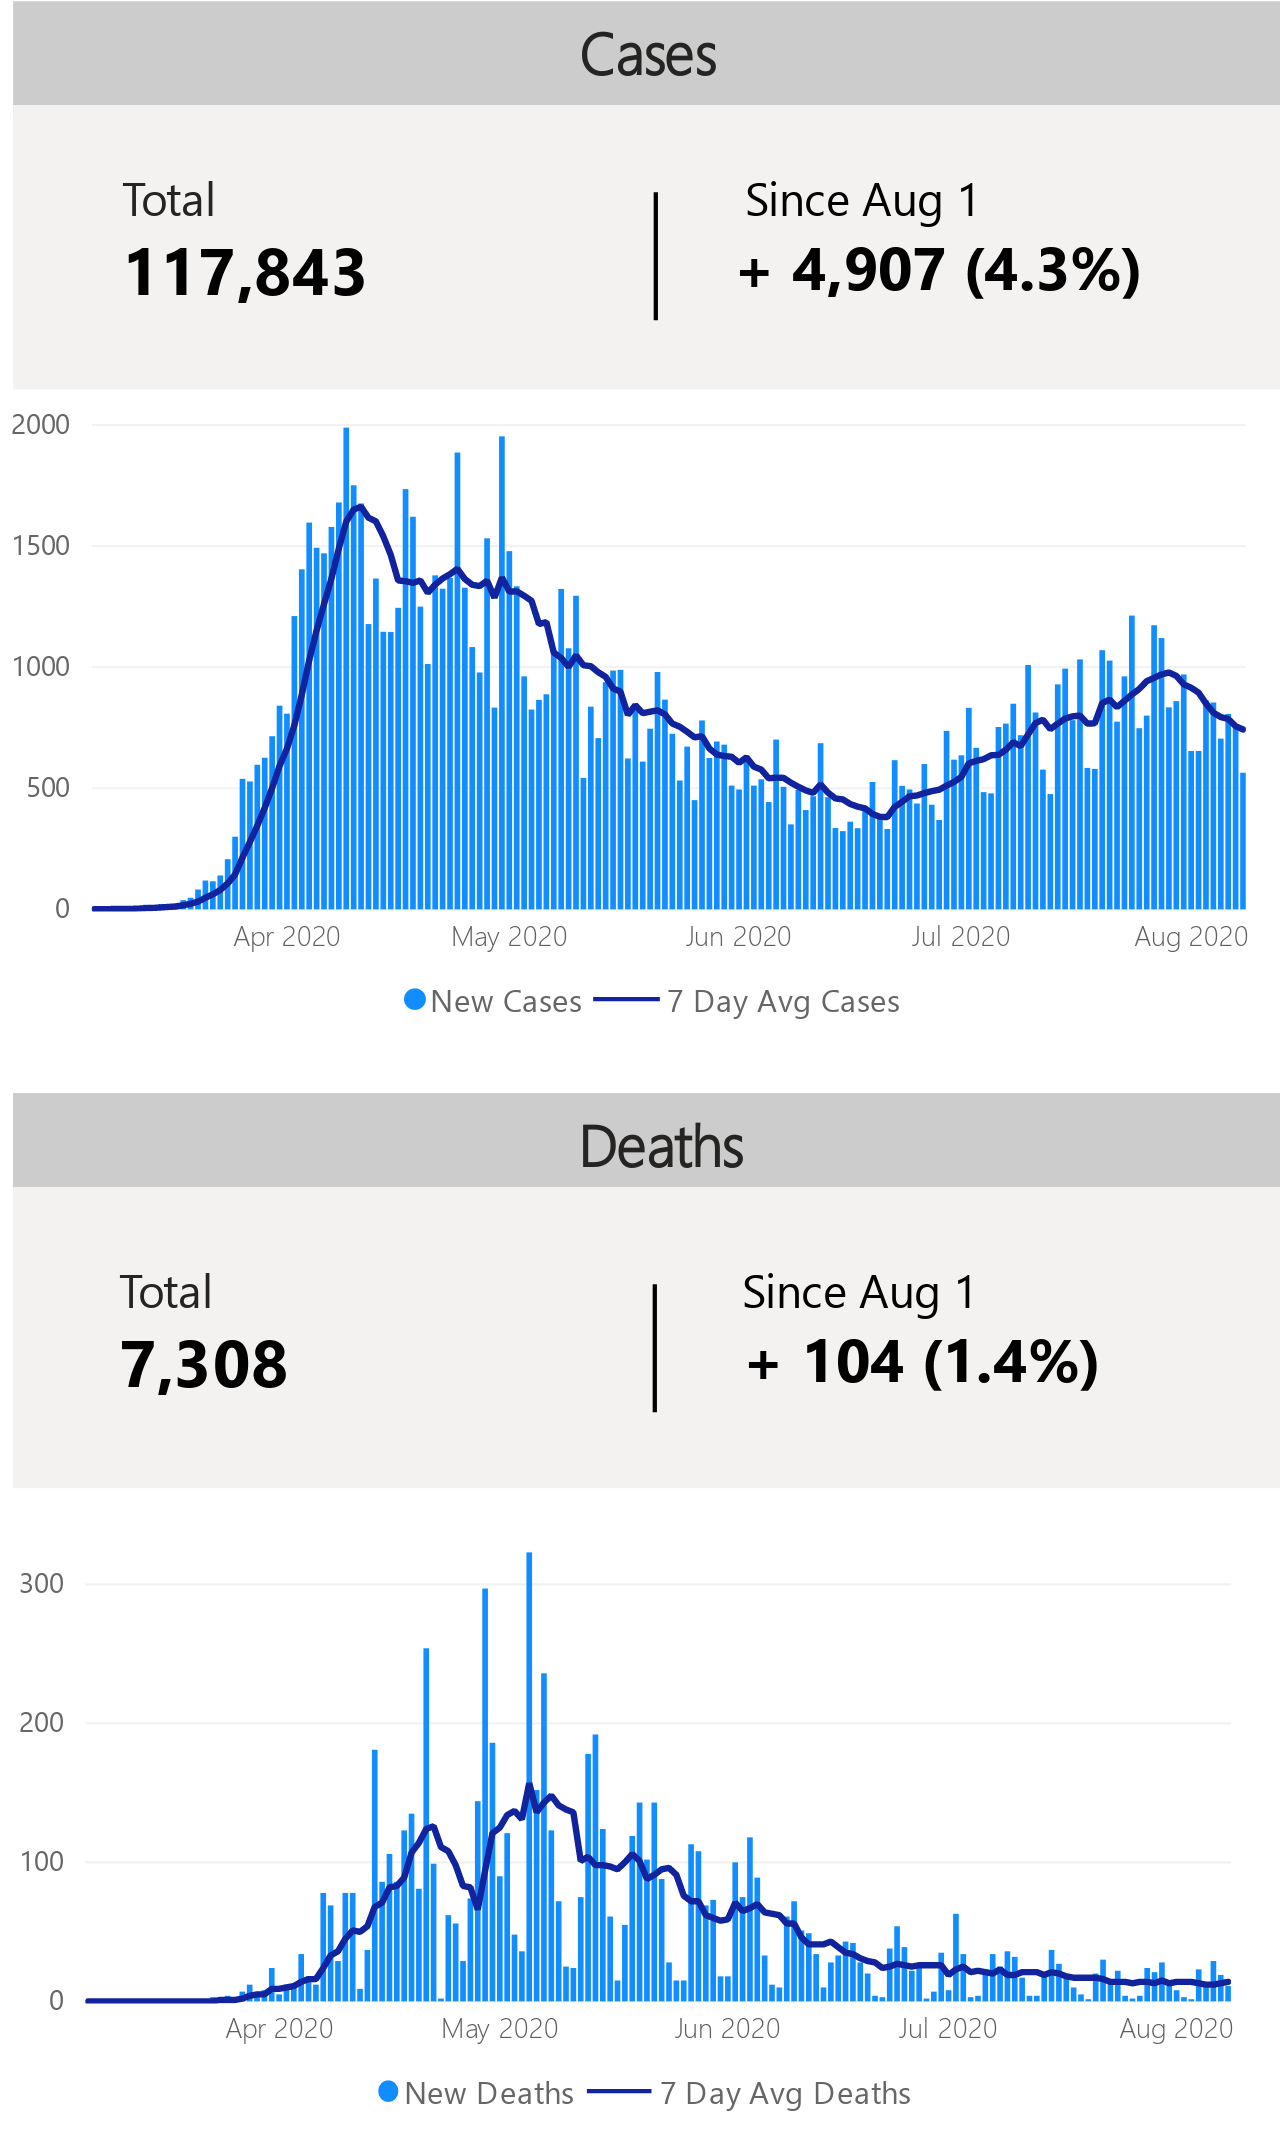 Cases
Total
Since Aug 1
117,843
+ 4,907 (4.3%)
2000
1500
1000
500
0
Apr 2020
May 2020
Jun 2020
Jul 2020
Aug 2020
New Cases
7 Day Avg Cases
Deaths
Total
Since Aug 1
7,308
+ 104 (1.4%)
300
200
100
0
Apr 2020
May 2020
Jun 2020
Jul 2020
Aug 2020
New Deaths
7 Day Avg Deaths